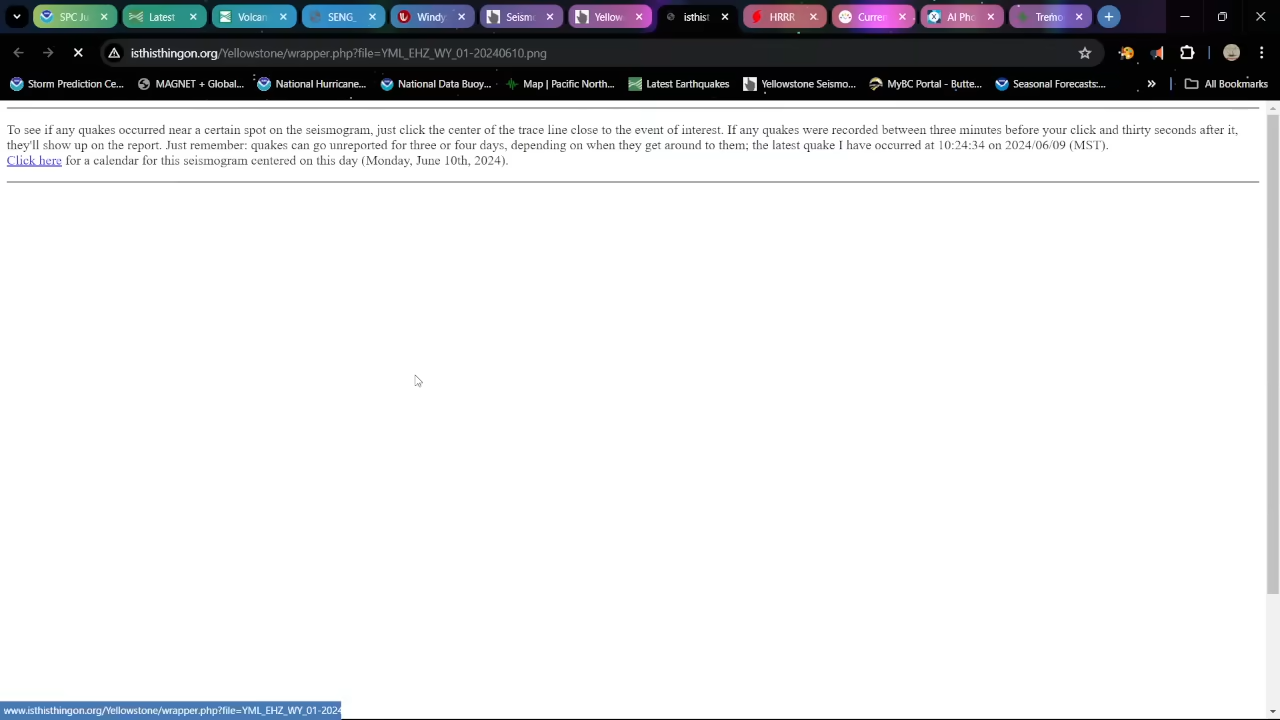 SPC Ju
Latest
Volcan
SENG_
Windy
Seism
Yellow
isthist
HRRR
Curren
AI Pho
Tremo
isthisthingon.org/Yellowstone/wrapper.php?file=YML_EHZ_WY_01-20240610.png
Storm Prediction Ce...
MAGNET + Global...
National Hurricane...
National Data Buoy...
Map | Pacific North...
Latest Earthquakes
Yellowstone Seismo...
MyBC Portal - Butte...
Seasonal Forecasts:...
All Bookmarks
To see if any quakes occurred near a certain spot on the seismogram, just click the center of the trace line close to the event of interest. If any quakes were recorded between three minutes before your click and thirty seconds after it,
they'll show up on the report. Just remember: quakes can go unreported for three or four days, depending on when they get around to them; the latest quake I have occurred at 10:24:34 on 2024/06/09 (MST).
Click here for a calendar for this seismogram centered on this day (Monday, June 10th, 2024).
www.isthisthingon.org/Yellowstone/wrapper.php?file=YML_EHZ_WY_01-2024